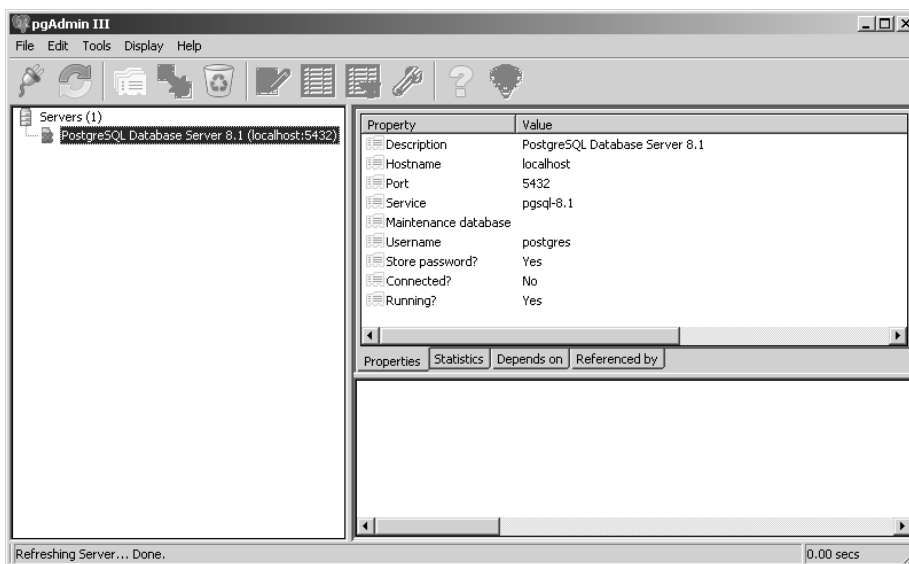 pgAdmin III
File Edit Tools Display Help
Servers (1)
PostgreSQL Database Server 8.1 (localhost:5432)
Property Value
Description PostgreSQL Database Server 8.1
Hostname localhost
Port 5432
Service pgsql-8.1
Maintenance database
Username postgres
Store password? Yes
Connected? No
Running? Yes
Properties Statistics Depends on Referenced by
Refreshing Server... Done. 0.00 secs